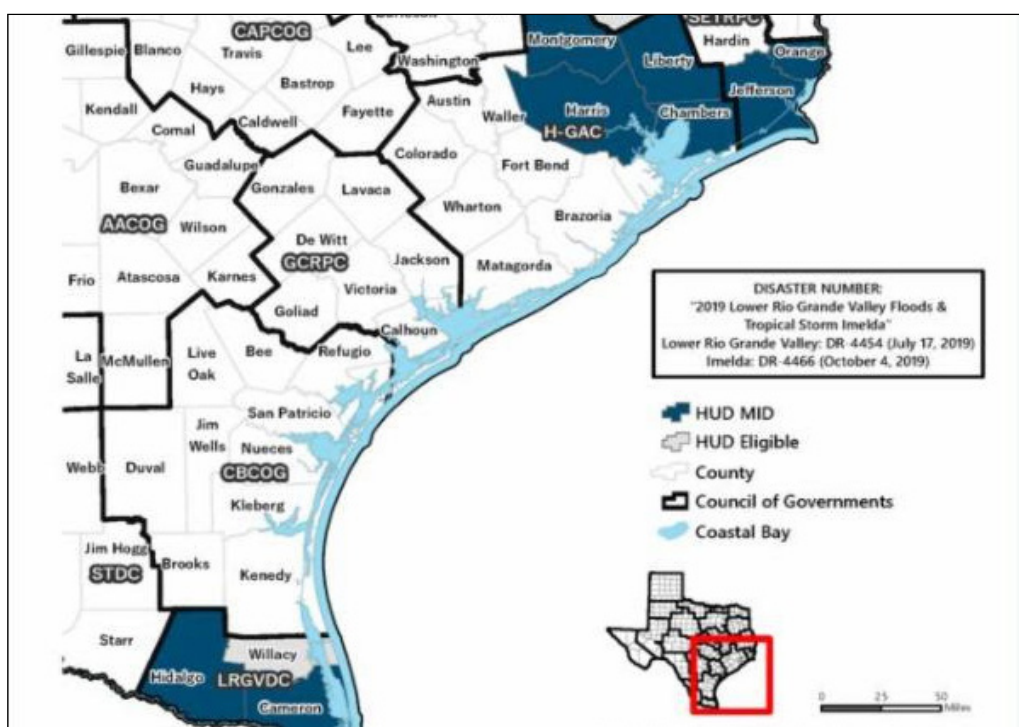 Burleson
CAPCOG
SETRPC
Gillespie
Blanco
Travis
Lee
Washington
Montgomery
Hardin
Orange
Liberty
Hays
Bastrop
Austin
Jefferson
Kendall
Fayette
Waller
Harris
Chambers
Comal
Caldwell
H-GAC
Guadalupe
Colorado
Fort Bend
Bexar
Gonzales
Lavaca
AACOG
Wilson
Wharton
Brazoria
De Witt
GCRPC
Jackson
Matagorda
Frio
Atascosa
Karnes
Victoria
Goliad
Calhoun
La
Salle
McMullen
Live
Oak
Bee
Refugio
San Patricio
Jim
Wells
Nueces
Webb
Duval
CBCOG
Kleberg
Jim Hogg
STDC
Brooks
Kenedy
Starr
Willacy
Hidalgo
LRGVDC
Cameron
DISASTER NUMBER:
"2019 Lower Rio Grande Valley Floods &
Tropical Storm Imelda"
Lower Rio Grande Valley: DR-4454 (July 17, 2019)
Imelda: DR-4466 (October 4, 2019)
HUD MID
HUD Eligible
County
Council of Governments
Coastal Bay
0 25 50
Miles